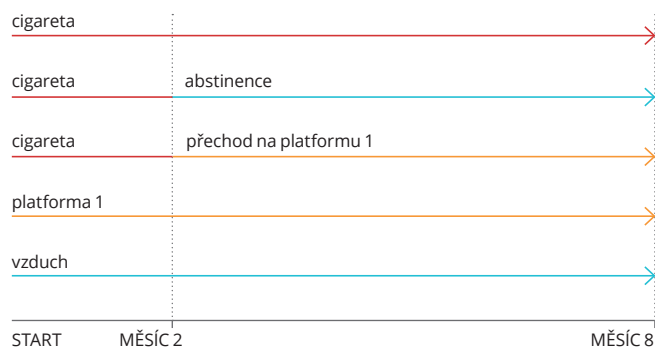 cigareta
cigareta abstinence
cigareta přechod na platformu 1
platforma 1
vzduch
START MĚSÍC 2 MĚSÍC 8